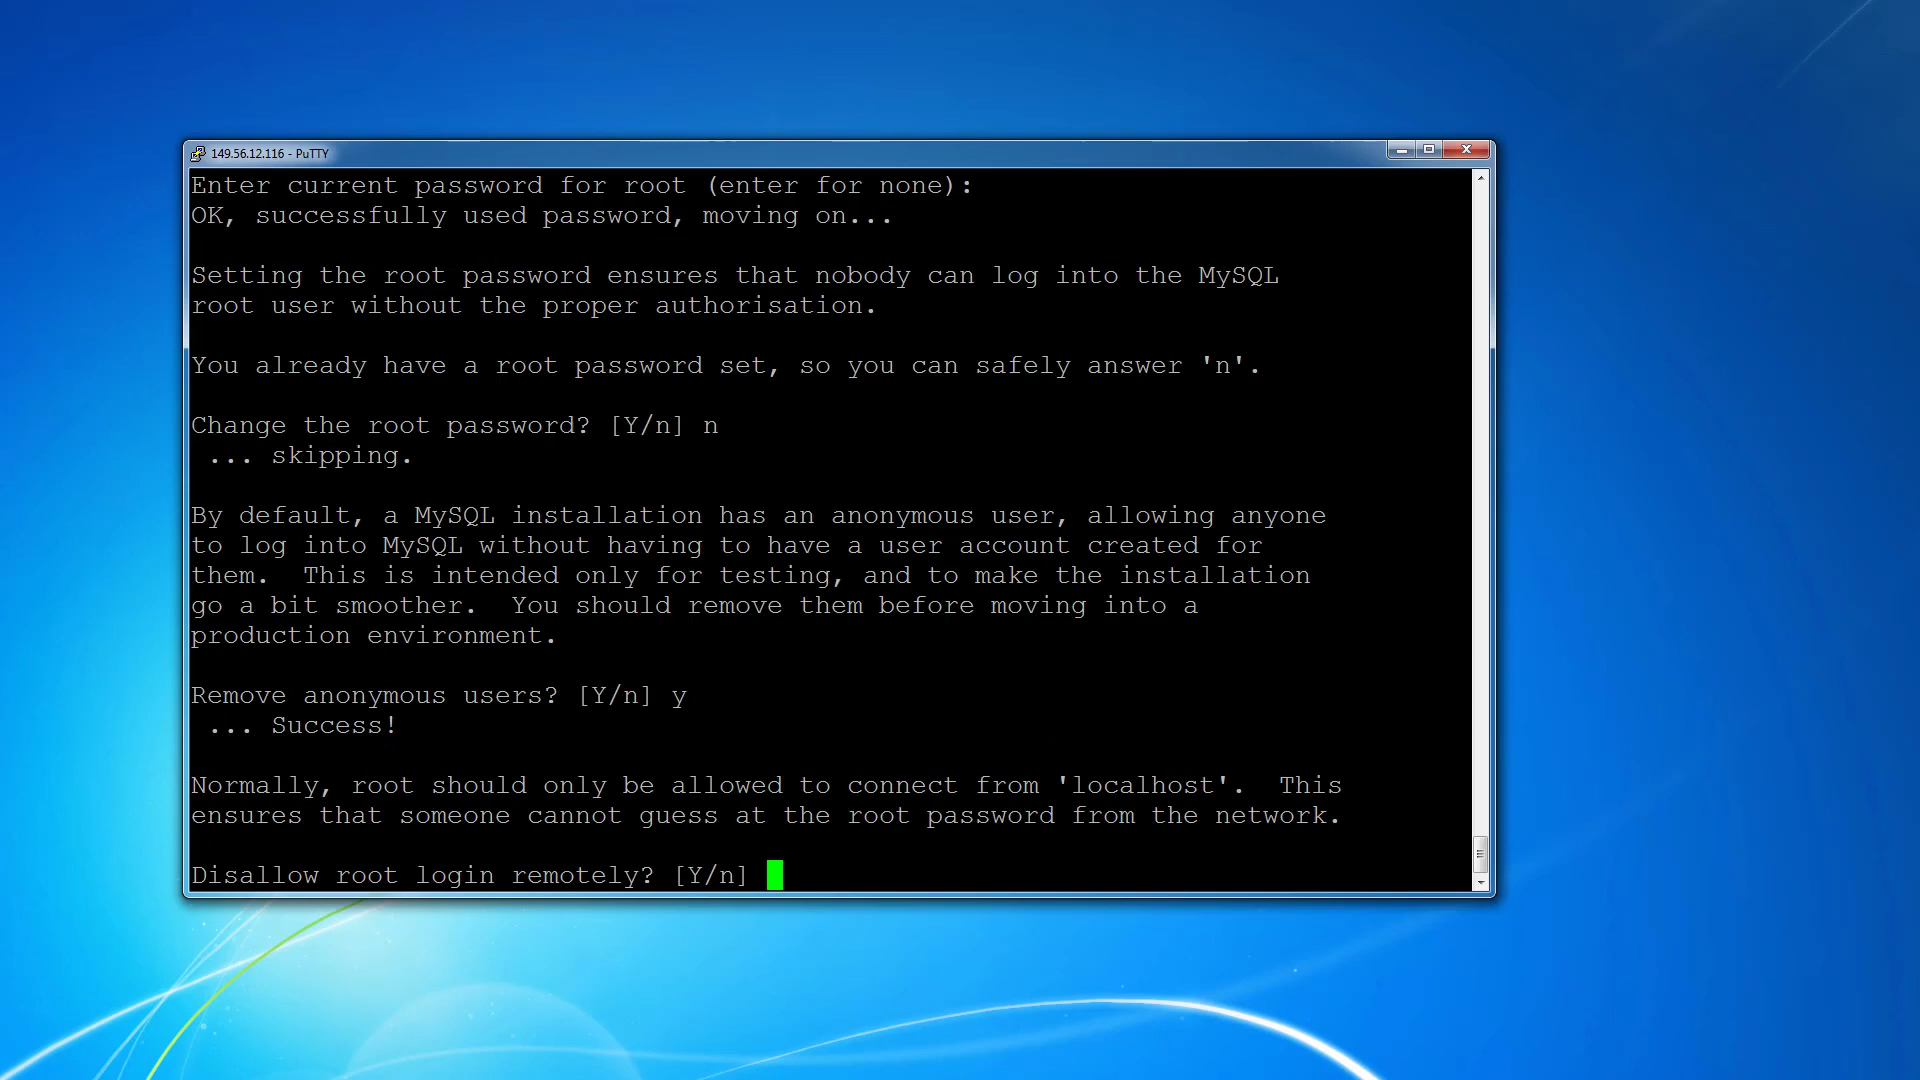 149.56.12.116 - PuTTY
Enter current password for root (enter for none):
OK, successfully used password, moving on...
Setting the root password ensures that nobody can log into the MySQL
root user without the proper authorisation.
You already have a root password set, so you can safely answer 'n'.
Change the root password? [Y/n] n
... skipping.
By default, a MySQL installation has an anonymous user, allowing anyone
to log into MySQL without having to have a user account created for
them.  This is intended only for testing, and to make the installation
go a bit smoother.  You should remove them before moving into a
production environment.
Remove anonymous users? [Y/n] y
... Success!
Normally, root should only be allowed to connect from 'localhost'.  This
ensures that someone cannot guess at the root password from the network.
Disallow root login remotely? [Y/n]